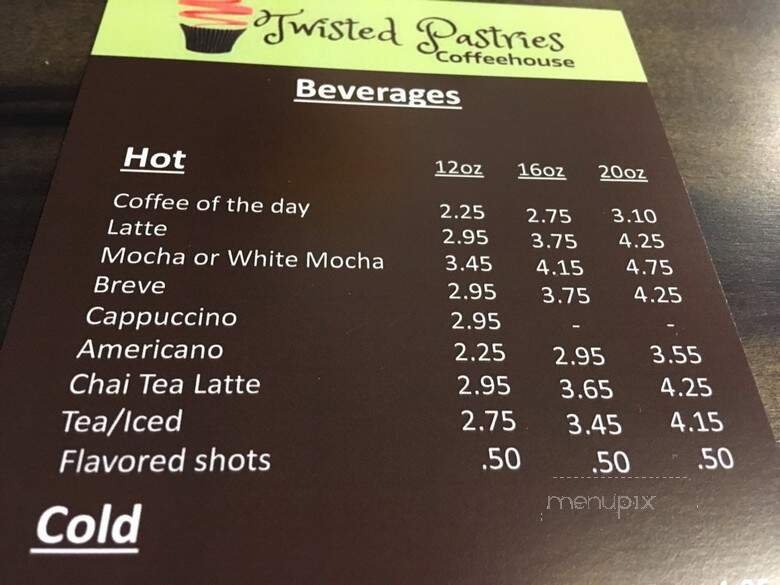 Twisted Pastries
Coffeehouse
Beverages
Hot 12oz 16oz 20oz
Coffee of the day 2.25 2.75 3.10
Latte 2.95 3.75 4.25
Mocha or White Mocha 3.45 4.15 4.75
Breve 2.95 3.75 4.25
Cappuccino 2.95 - -
Americano 2.25 2.95 3.55
Chai Tea Latte 2.95 3.65 4.25
Tea/Iced 2.75 3.45 4.15
Flavored shots .50 .50 .50
menupix
Cold